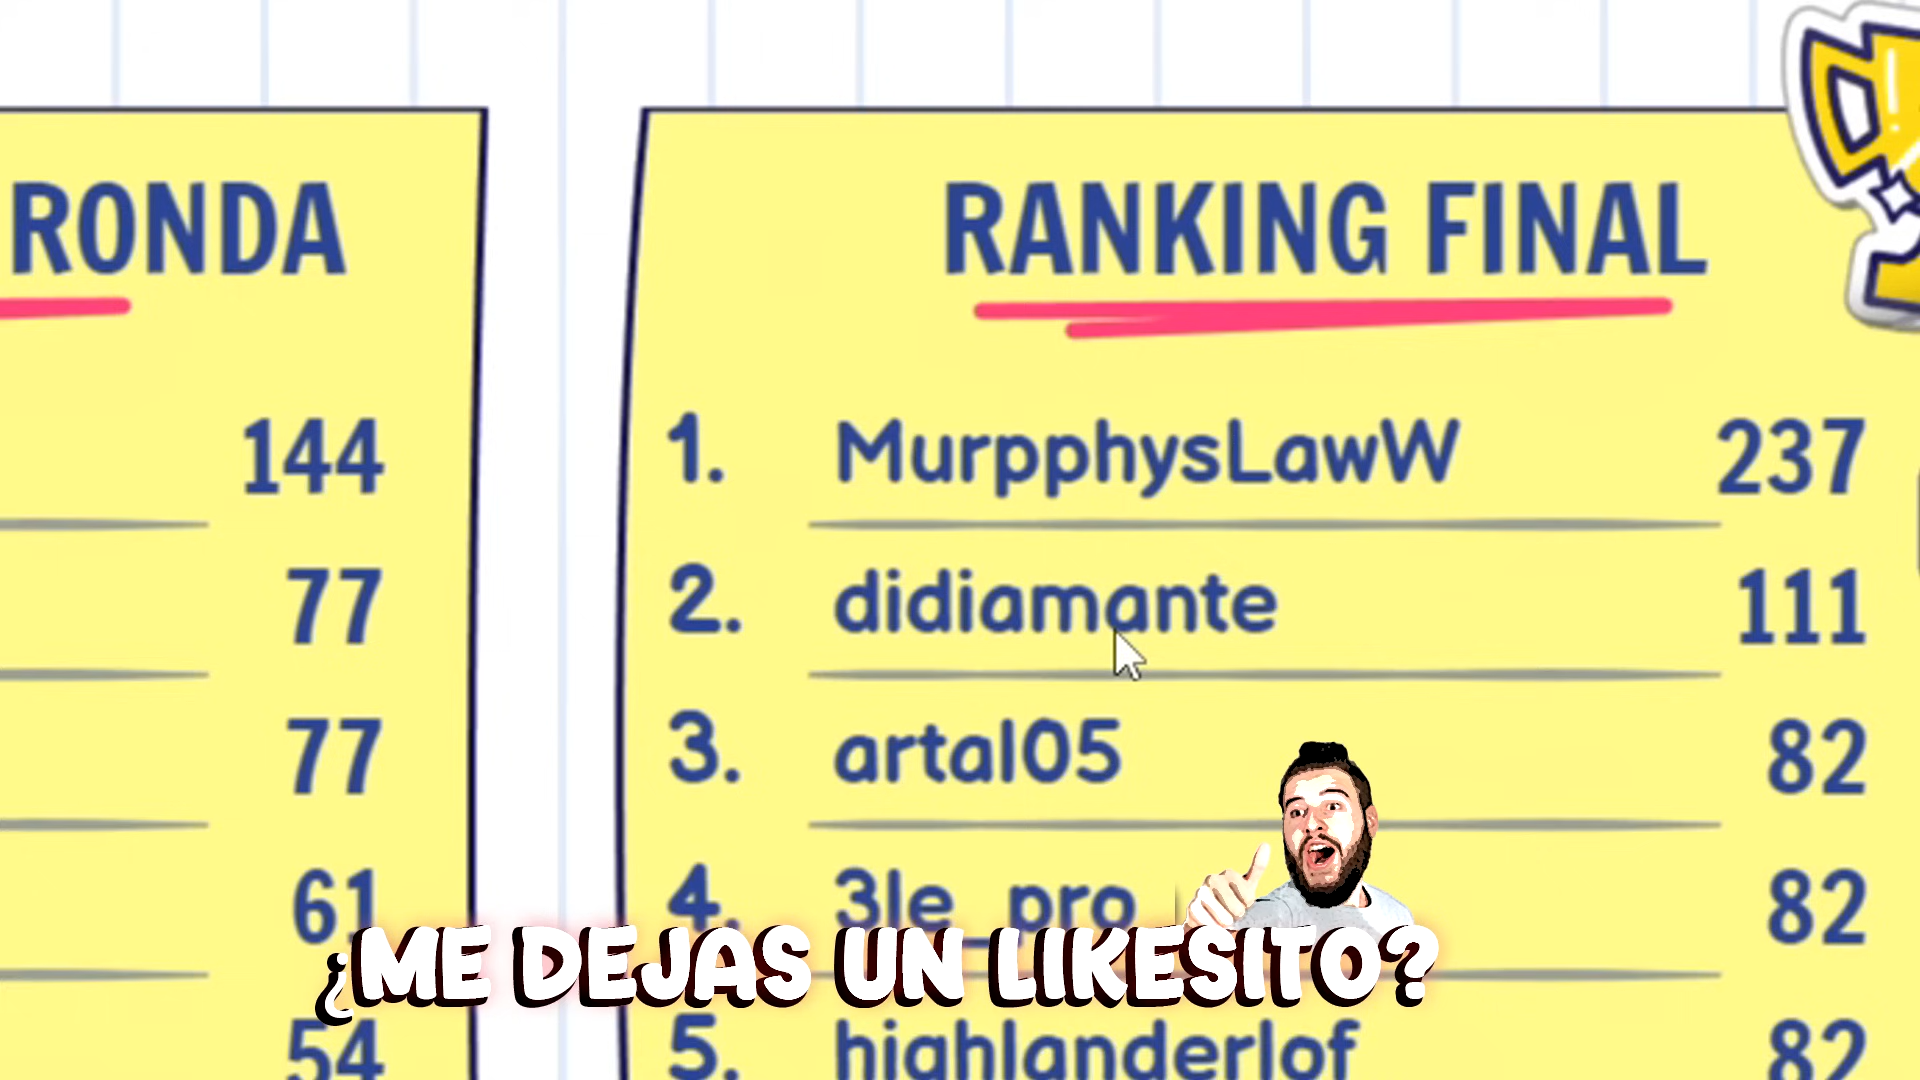 RONDA
144
77
77
61
54
RANKING FINAL
1. MurpphysLawW 237
2. didiamante 111
3. artal05 82
4. 3le_pro 82
5. highlanderlof 82
¿ME DEJAS UN LIKESITO?